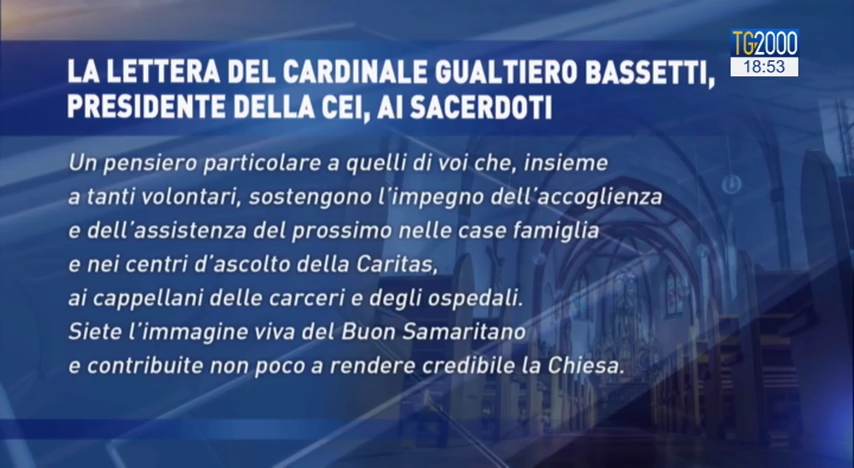 TG2000
18:53
LA LETTERA DEL CARDINALE GUALTIERO BASSETTI,
PRESIDENTE DELLA CEI, AI SACERDOTI
Un pensiero particolare a quelli di voi che, insieme
a tanti volontari, sostengono l'impegno dell'accoglienza
e dell'assistenza del prossimo nelle case famiglia
e nei centri d'ascolto della Caritas,
ai cappellani delle carceri e degli ospedali.
Siete l'immagine viva del Buon Samaritano
e contribuite non poco a rendere credibile la Chiesa.